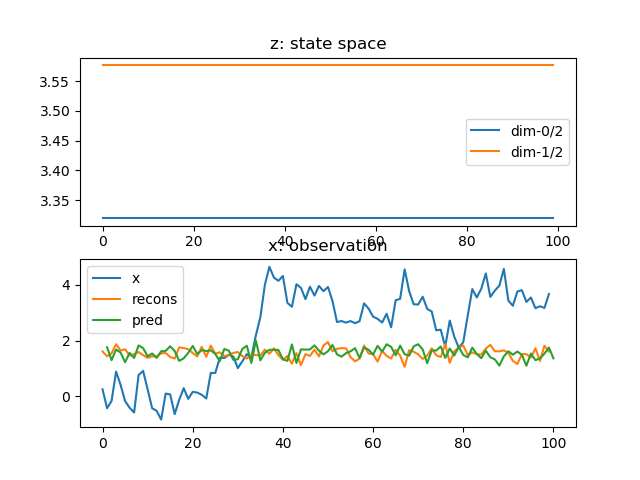 z: state space
3.55
3.50
3.45
3.40
3.35
dim-0/2
dim-1/2
0 20 40 60 80 100
x: observation
4
2
0
x
recons
pred
0 20 40 60 80 100